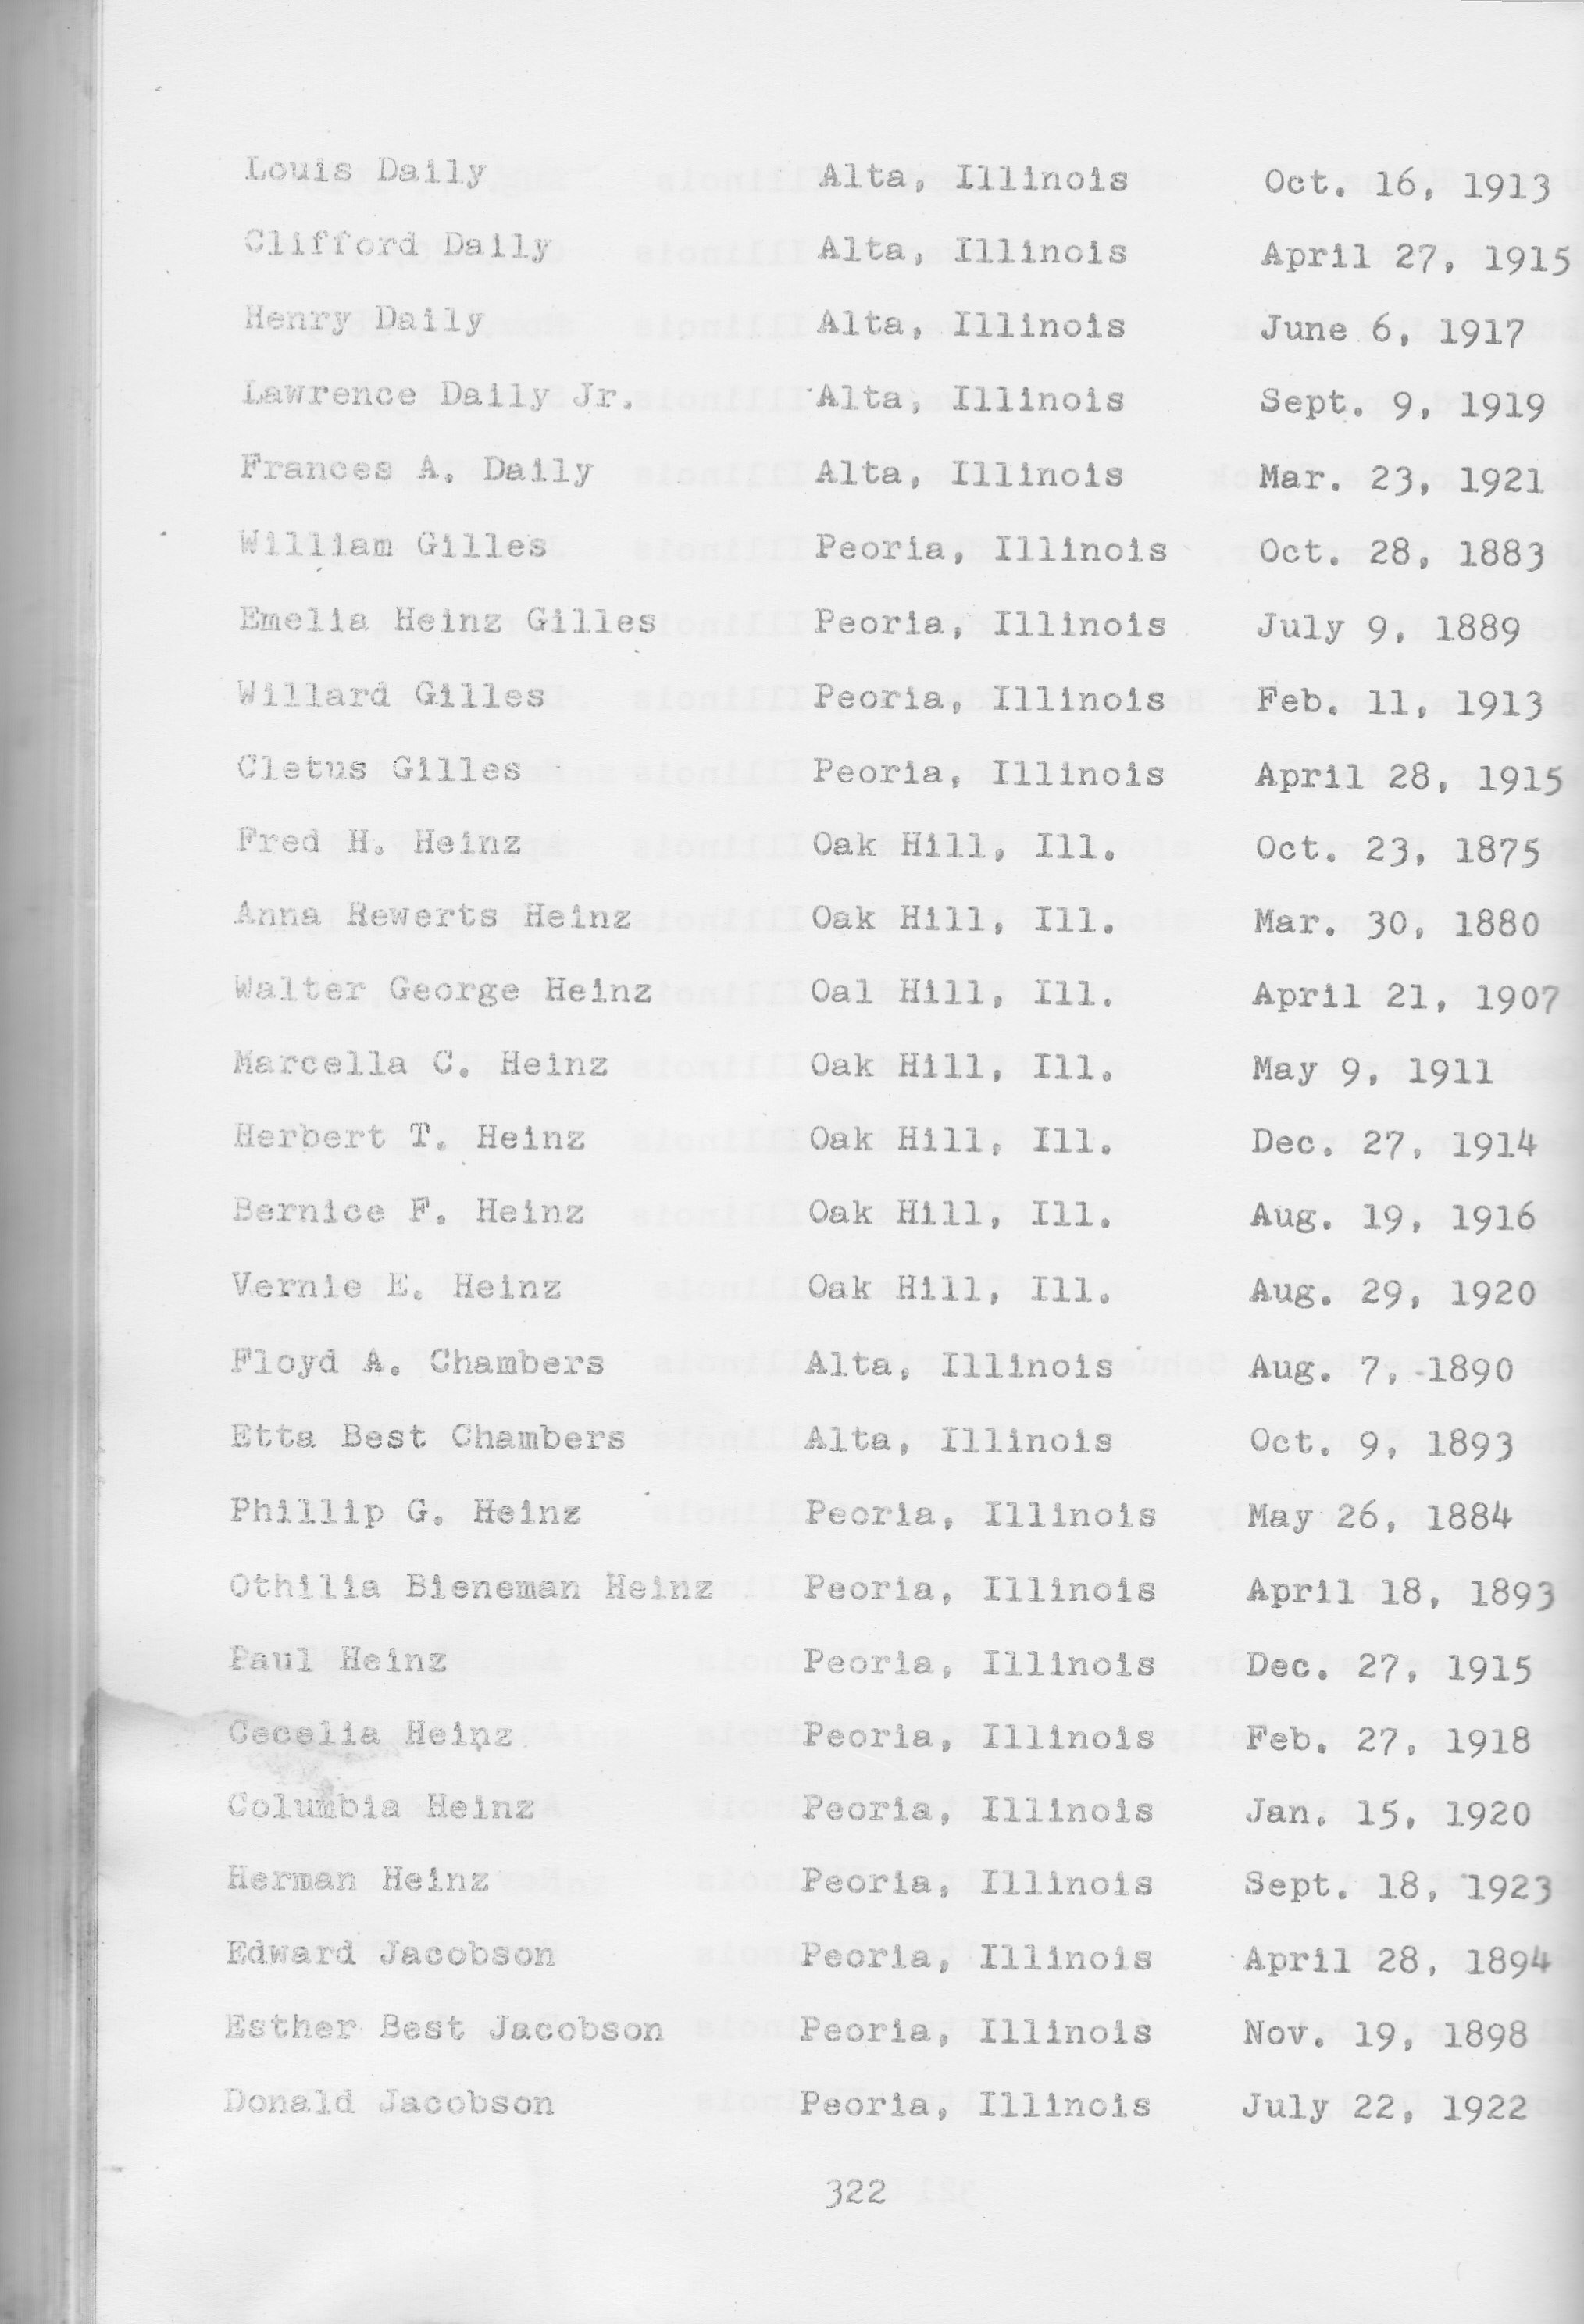 Louis Daily Alta, Illinois Oct. 16, 1913
Clifford Daily Alta, Illinois April 27, 1915
Henry Daily Alta, Illinois June 6, 1917
Lawrence Daily Jr. Alta, Illinois Sept. 9, 1919
Frances A. Daily Alta, Illinois Mar. 23, 1921
William Gilles Peoria, Illinois Oct. 28, 1883
Emelia Heinz Gilles Peoria, Illinois July 9, 1889
Willard Gilles Peoria, Illinois Feb. 11, 1913
Cletus Gilles Peoria, Illinois April 28, 1915
Fred H. Heinz Oak Hill, Ill. Oct. 23, 1875
Anna Rewerts Heinz Oak Hill, Ill. Mar. 30, 1880
Walter George Heinz Oal Hill, Ill. April 21, 1907
Marcella C. Heinz Oak Hill, Ill. May 9, 1911
Herbert T. Heinz Oak Hill, Ill. Dec. 27, 1914
Bernice F. Heinz Oak Hill, Ill. Aug. 19, 1916
Vernie E. Heinz Oak Hill, Ill. Aug. 29, 1920
Floyd A. Chambers Alta, Illinois Aug. 7, 1890
Etta Best Chambers Alta, Illinois Oct. 9, 1893
Phillip G. Heinz Peoria, Illinois May 26, 1884
Othilia Bieneman Heinz Peoria, Illinois April 18, 1893
Paul Heinz Peoria, Illinois Dec. 27, 1915
Cecelia Heinz Peoria, Illinois Feb. 27, 1918
Columbia Heinz Peoria, Illinois Jan. 15, 1920
Herman Heinz Peoria, Illinois Sept. 18, 1923
Edward Jacobson Peoria, Illinois April 28, 1894
Esther Best Jacobson Peoria, Illinois Nov. 19, 1898
Donald Jacobson Peoria, Illinois July 22, 1922
322